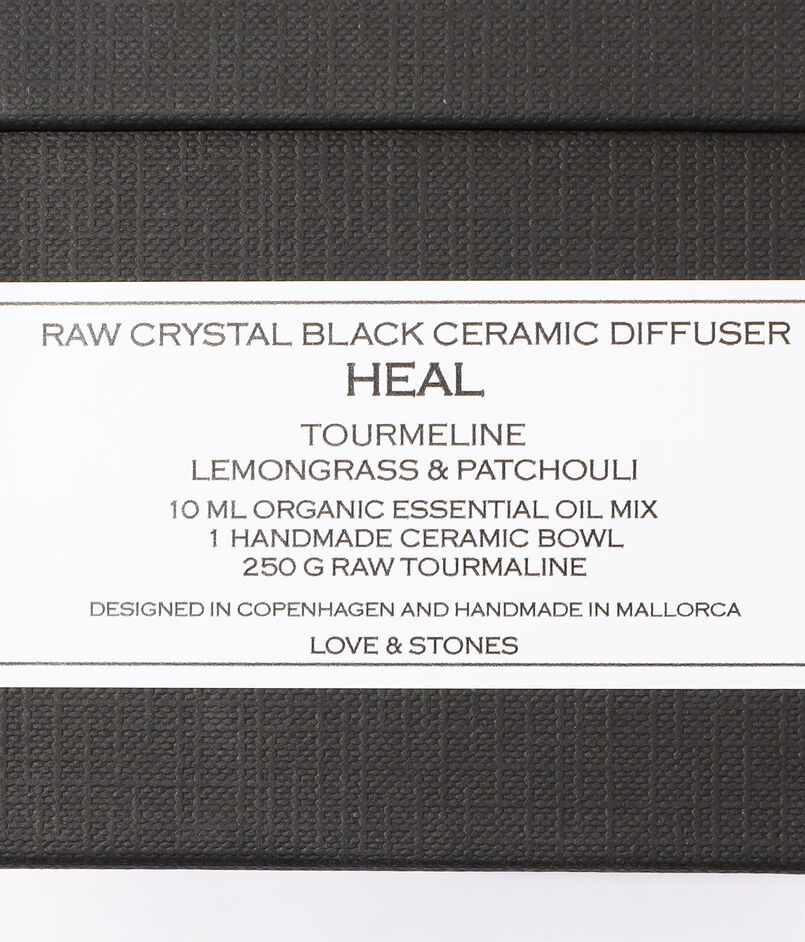 RAW CRYSTAL BLACK CERAMIC DIFFUSER
HEAL
TOURMELINE
LEMONGRASS & PATCHOULI
10 ML ORGANIC ESSENTIAL OIL MIX
1 HANDMADE CERAMIC BOWL
250 G RAW TOURMALINE
DESIGNED IN COPENHAGEN AND HANDMADE IN MALLORCA
LOVE & STONES